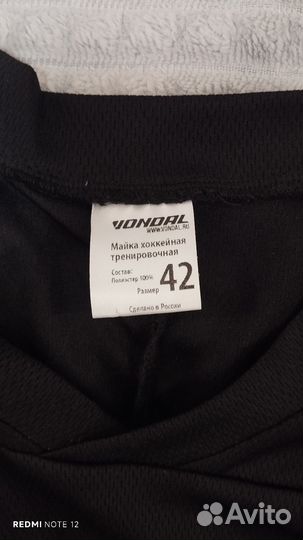 VONDAL
WWW.VONDAL.RU
Майка хоккейная
тренировочная
Состав:
Полиэстер 100%
Размер 42
Сделано в России
REDMI NOTE 12
Avito